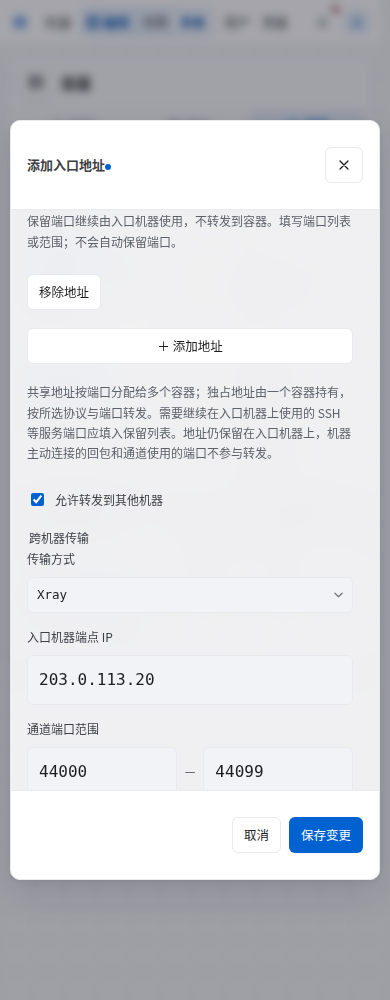 添加入口地址
保留端口继续由入口机器使用，不转发到容器。填写端口列表
或范围；不会自动保留端口。
移除地址
＋ 添加地址
共享地址按端口分配给多个容器；独占地址由一个容器持有，
按所选协议与端口转发。需要继续在入口机器上使用的 SSH
等服务端口应填入保留列表。地址仍保留在入口机器上，机器
主动连接的回包和通道使用的端口不参与转发。
允许转发到其他机器
跨机器传输
传输方式
Xray
入口机器端点 IP
203.0.113.20
通道端口范围
44000 — 44099
取消 保存变更